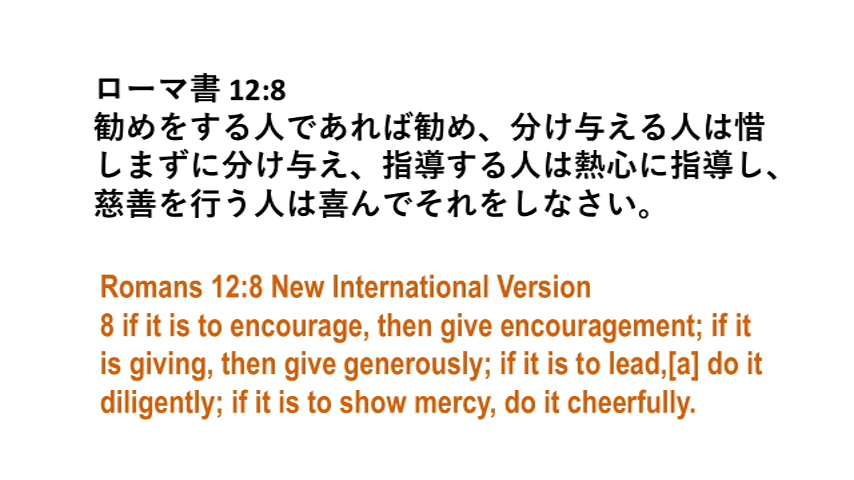 ローマ書 12:8
勧めをする人であれば勧め、分け与える人は惜
しまずに分け与え、指導する人は熱心に指導し、
慈善を行う人は喜んでそれをしなさい。
Romans 12:8 New International Version
8 if it is to encourage, then give encouragement; if it
is giving, then give generously; if it is to lead,[a] do it
diligently; if it is to show mercy, do it cheerfully.